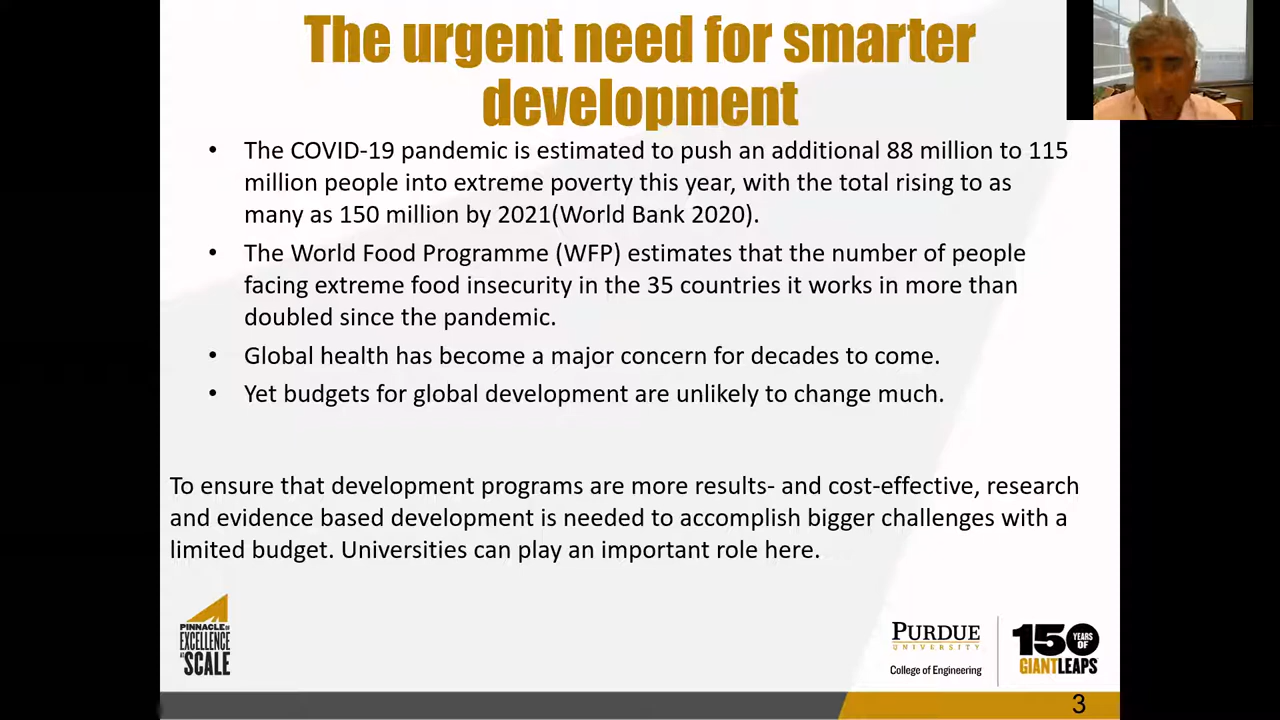 The urgent need for smarter
development
• The COVID-19 pandemic is estimated to push an additional 88 million to 115
million people into extreme poverty this year, with the total rising to as
many as 150 million by 2021(World Bank 2020).
• The World Food Programme (WFP) estimates that the number of people
facing extreme food insecurity in the 35 countries it works in more than
doubled since the pandemic.
• Global health has become a major concern for decades to come.
• Yet budgets for global development are unlikely to change much.
To ensure that development programs are more results- and cost-effective, research
and evidence based development is needed to accomplish bigger challenges with a
limited budget. Universities can play an important role here.
PINNACLE OF
EXCELLENCE
AT SCALE
PURDUE
UNIVERSITY
College of Engineering
150 YEARS OF
GIANT LEAPS
3